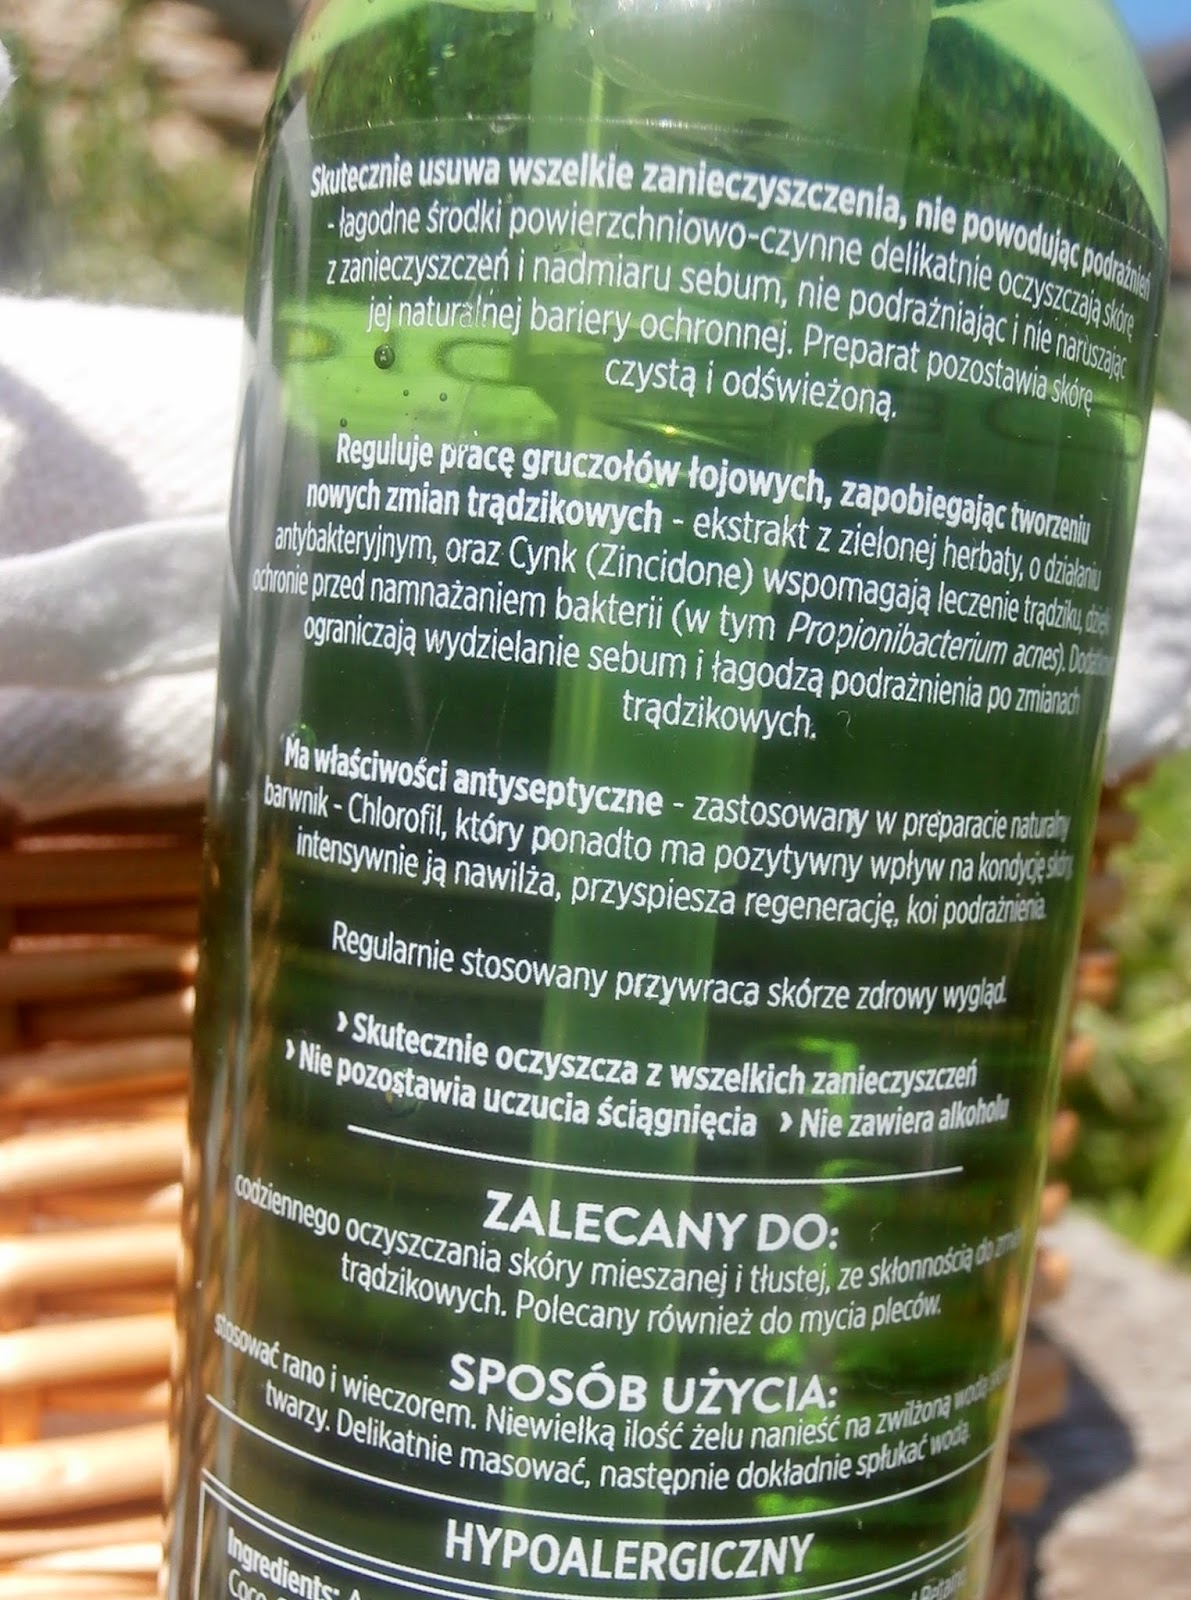 Skutecznie usuwa wszelkie zanieczyszczenia, nie powodując podrażnień
- łagodne środki powierzchniowo-czynne delikatnie oczyszczają skórę
z zanieczyszczeń i nadmiaru sebum, nie podrażniając i nie naruszając
jej naturalnej bariery ochronnej. Preparat pozostawia skórę
czystą i odświeżoną.
Reguluje pracę gruczołów łojowych, zapobiegając tworzeniu
nowych zmian trądzikowych - ekstrakt z zielonej herbaty, o działaniu
antybakteryjnym, oraz Cynk (Zincidone) wspomagają leczenie trądziku, dzięki
ochronie przed namnażaniem bakterii (w tym Propionibacterium acnes).
ograniczają wydzielanie sebum i łagodzą podrażnienia po zmianach
trądzikowych.
Ma właściwości antyseptyczne - zastosowany w preparacie naturalny
barwnik - Chlorofil, który ponadto ma pozytywny wpływ na kondycję skóry,
intensywnie ją nawilża, przyspiesza regenerację, koi podrażnienia.
Regularnie stosowany przywraca skórze zdrowy wygląd.
› Skutecznie oczyszcza z wszelkich zanieczyszczeń
› Nie pozostawia uczucia ściągnięcia › Nie zawiera alkoholu
ZALECANY DO:
codziennego oczyszczania skóry mieszanej i tłustej, ze skłonnością do
trądzikowych. Polecany również do mycia pleców.
SPOSÓB UŻYCIA:
stosować rano i wieczorem. Niewielką ilość żelu nanieść na zwilżoną wodą
twarzy. Delikatnie masować, następnie dokładnie spłukać wodą.
HYPOALERGICZNY
Ingredients: